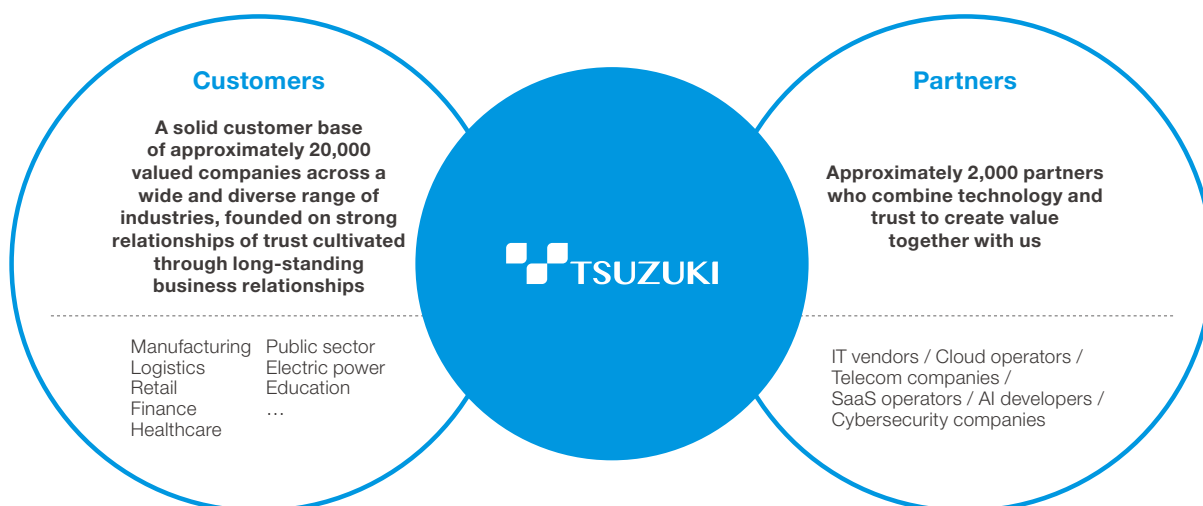 Customers
A solid customer base
of approximately 20,000
valued companies across a
wide and diverse range of
industries, founded on strong
relationships of trust cultivated
through long-standing
business relationships
Manufacturing
Logistics
Retail
Finance
Healthcare
Public sector
Electric power
Education
…
TSUZUKI
Partners
Approximately 2,000 partners
who combine technology and
trust to create value
together with us
IT vendors / Cloud operators /
Telecom companies /
SaaS operators / AI developers /
Cybersecurity companies